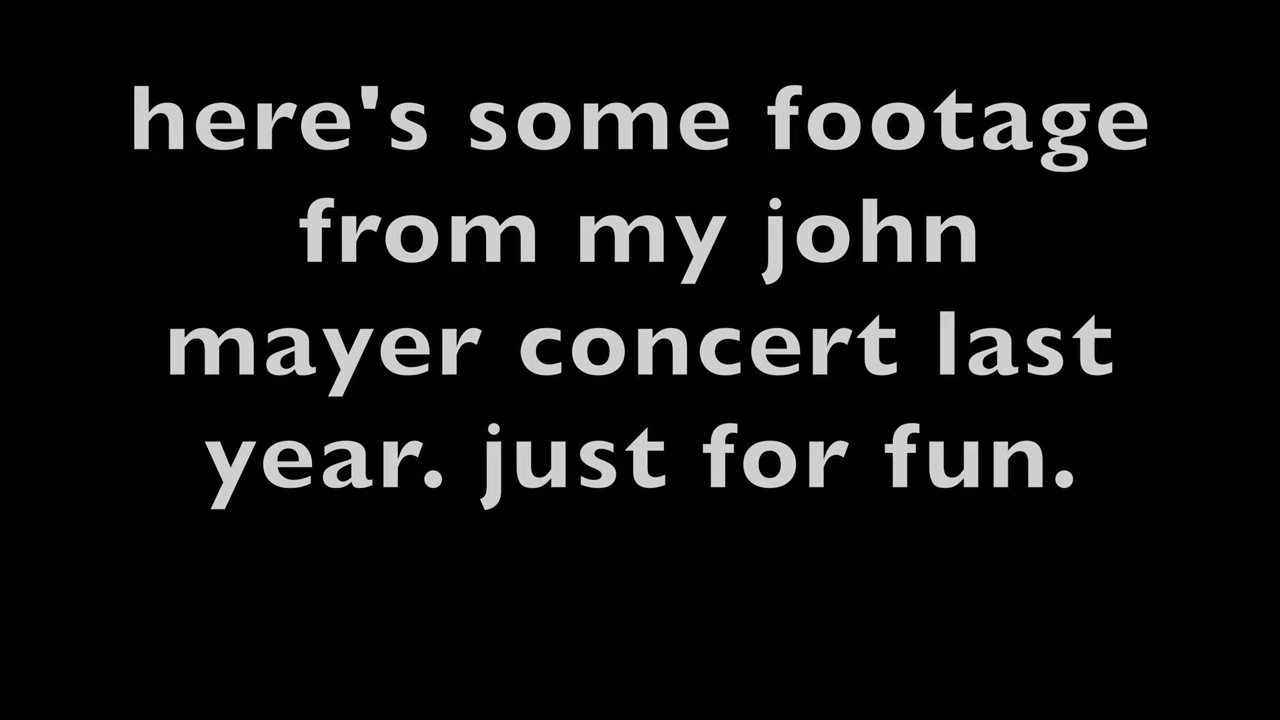 here's some footage
from my john
mayer concert last
year. just for fun.